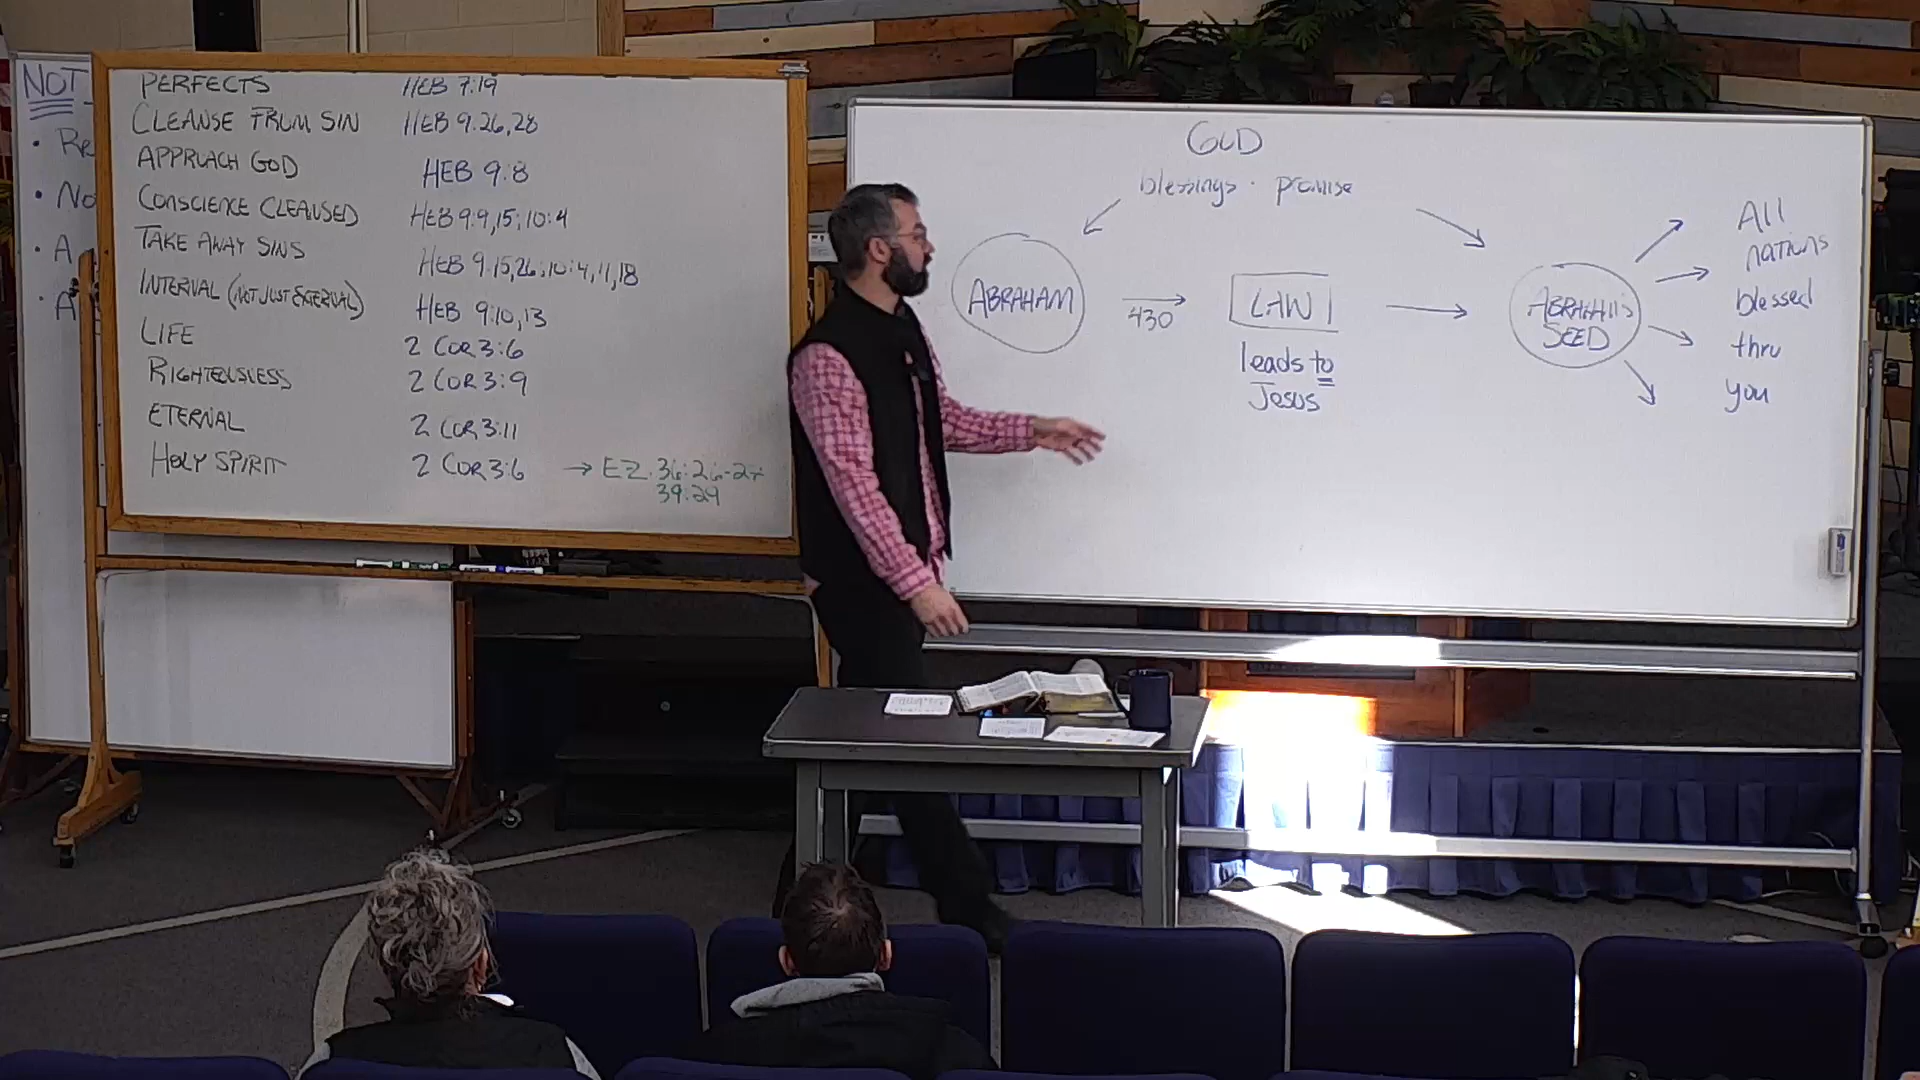 NOT
PERFECTS HEB 7:19
CLEANSE FROM SIN HEB 9:26,28
APPROACH GOD HEB 9:8
CONSCIENCE CLEANSED HEB 9:9,15; 10:4
TAKE AWAY SINS HEB 9:15,26; 10:4,11,18
INTERNAL (NOT JUST EXTERNAL) HEB 9:10,13
LIFE 2 COR 3:6
RIGHTEOUSNESS 2 COR 3:9
ETERNAL 2 COR 3:11
HOLY SPIRIT 2 COR 3:6 → EZ. 36:26-27
39:29
GOD
blessings · promise
ABRAHAM
430
LAW
leads to
Jesus
SEED
All
nations
blessed
thru
you